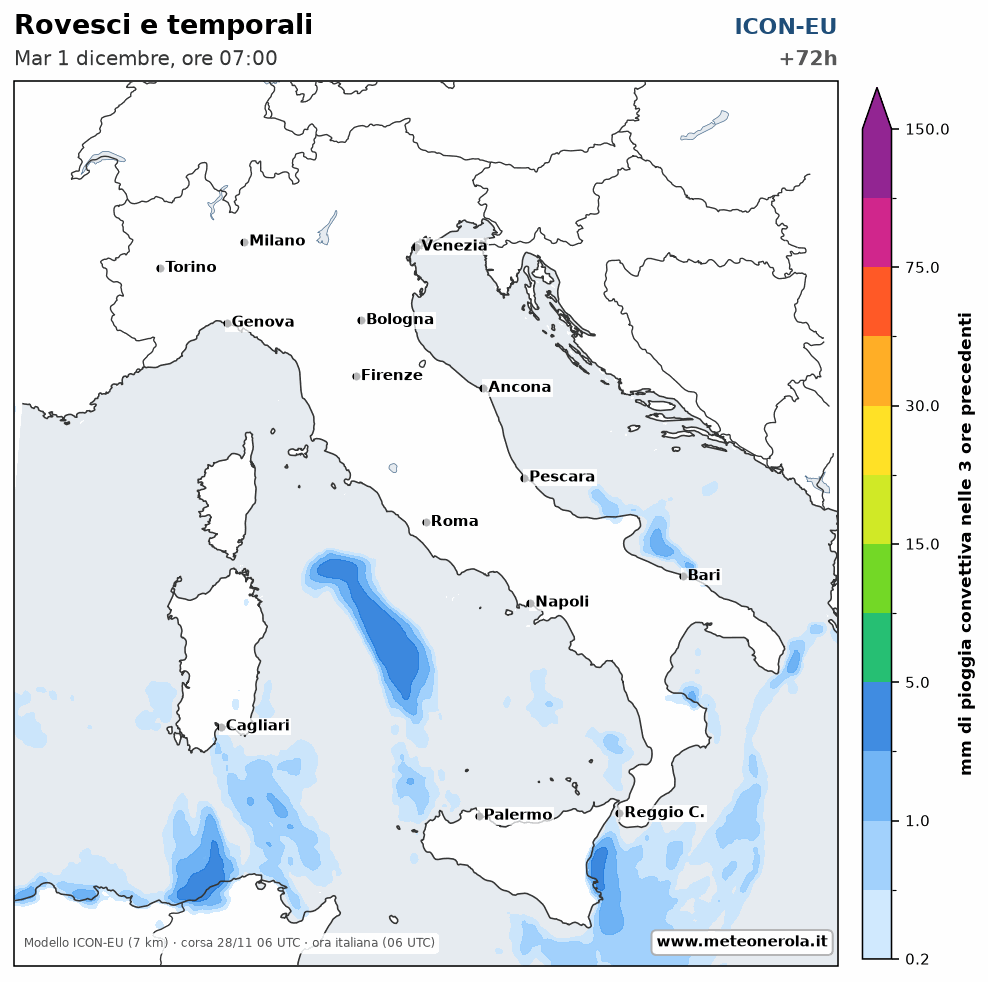 Rovesci e temporali
ICON-EU
Mar 1 dicembre, ore 07:00
+72h
150.0
75.0
30.0
15.0
5.0
1.0
0.2
mm di pioggia convettiva nelle 3 ore precedenti
Milano
Venezia
Torino
Genova
Bologna
Firenze
Ancona
Pescara
Roma
Bari
Napoli
Cagliari
Palermo
Reggio C.
Modello ICON-EU (7 km) · corsa 28/11 06 UTC · ora italiana (06 UTC)
www.meteonerola.it